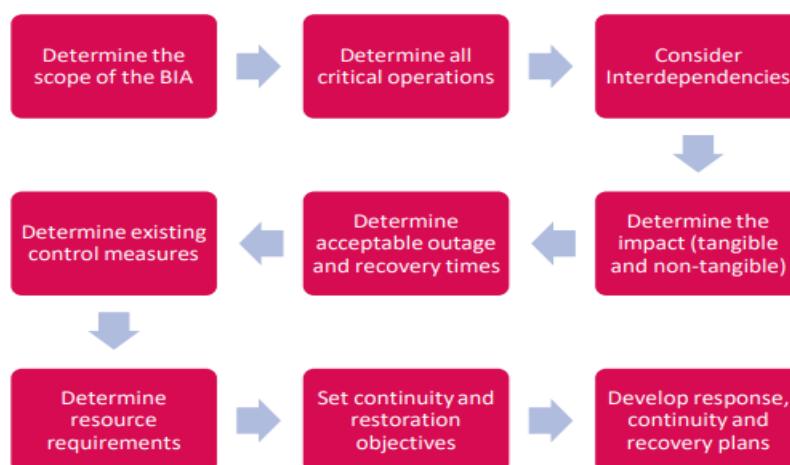 Determine the
scope of the BIA
Determine all
critical operations
Consider
Interdependencies
Determine the
impact (tangible
and non-tangible)
Determine
acceptable outage
and recovery times
Determine existing
control measures
Determine
resource
requirements
Set continuity and
restoration
objectives
Develop response,
continuity and
recovery plans